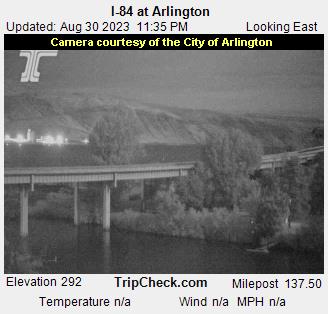 I-84 at Arlington
Updated: Aug 30 2023 11:35 PM Looking East
Camera courtesy of the City of Arlington
Elevation 292 TripCheck.com Milepost 137.50
Temperature n/a Wind n/a MPH n/a